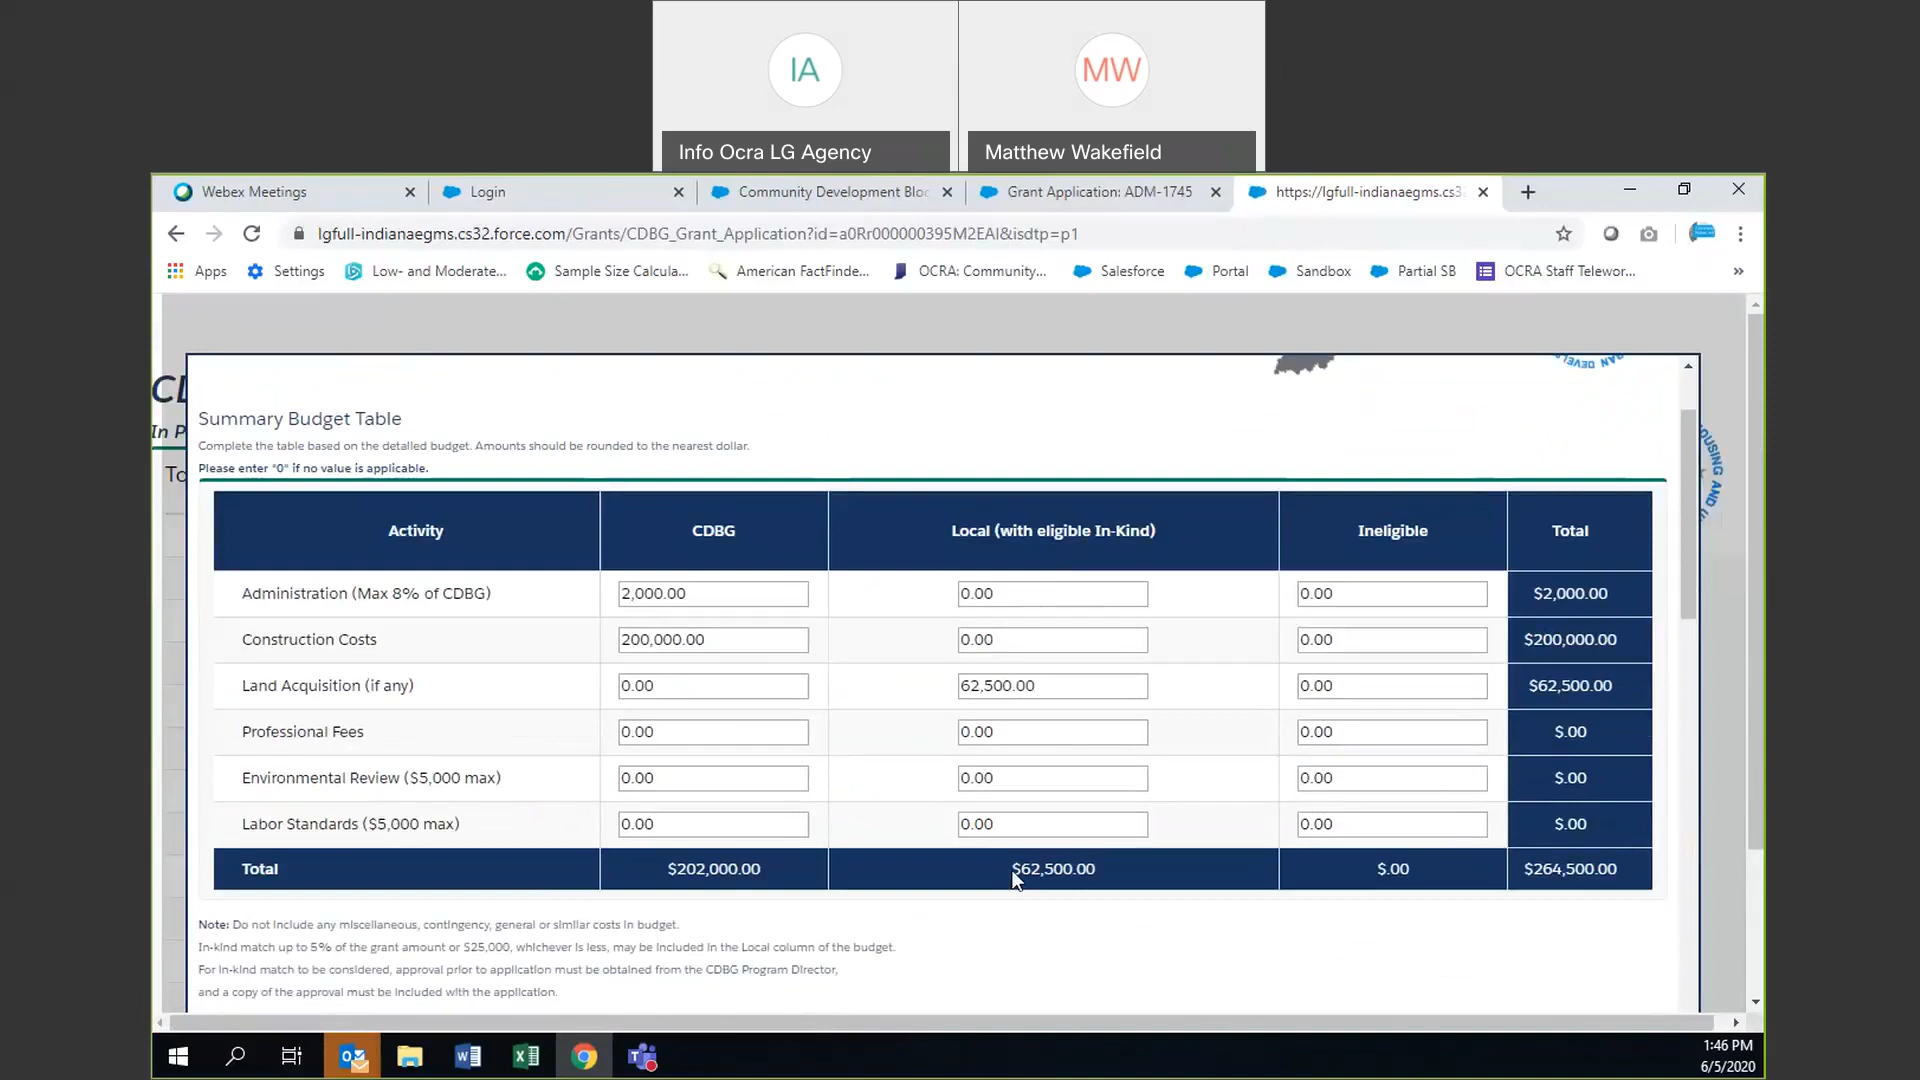 IA
MW
Info Ocra LG Agency
Matthew Wakefield
Webex Meetings
Login
Community Development Bloc
Grant Application: ADM-1745
https://lgfull-indianaegms.cs3
lgfull-indianaegms.cs32.force.com/Grants/CDBG_Grant_Application?id=a0Rr000000395M2EAI&isdtp=p1
Apps Settings Low- and Moderate... Sample Size Calcula... American FactFinde... OCRA: Community... Salesforce Portal Sandbox Partial SB OCRA Staff Telewor... »
In P
To
OUSING AND
Summary Budget Table
Complete the table based on the detailed budget. Amounts should be rounded to the nearest dollar.
Please enter "0" if no value is applicable.
Activity CDBG Local (with eligible In-Kind) Ineligible Total
Administration (Max 8% of CDBG) 2,000.00 0.00 0.00 $2,000.00
Construction Costs 200,000.00 0.00 0.00 $200,000.00
Land Acquisition (if any) 0.00 62,500.00 0.00 $62,500.00
Professional Fees 0.00 0.00 0.00 $.00
Environmental Review ($5,000 max) 0.00 0.00 0.00 $.00
Labor Standards ($5,000 max) 0.00 0.00 0.00 $.00
Total $202,000.00 $62,500.00 $.00 $264,500.00
Note: Do not include any miscellaneous, contingency, general or similar costs in budget.
In-kind match up to 5% of the grant amount or $25,000, whichever is less, may be included in the Local column of the budget.
For in-kind match to be considered, approval prior to application must be obtained from the CDBG Program Director,
and a copy of the approval must be included with the application.
1:46 PM
6/5/2020